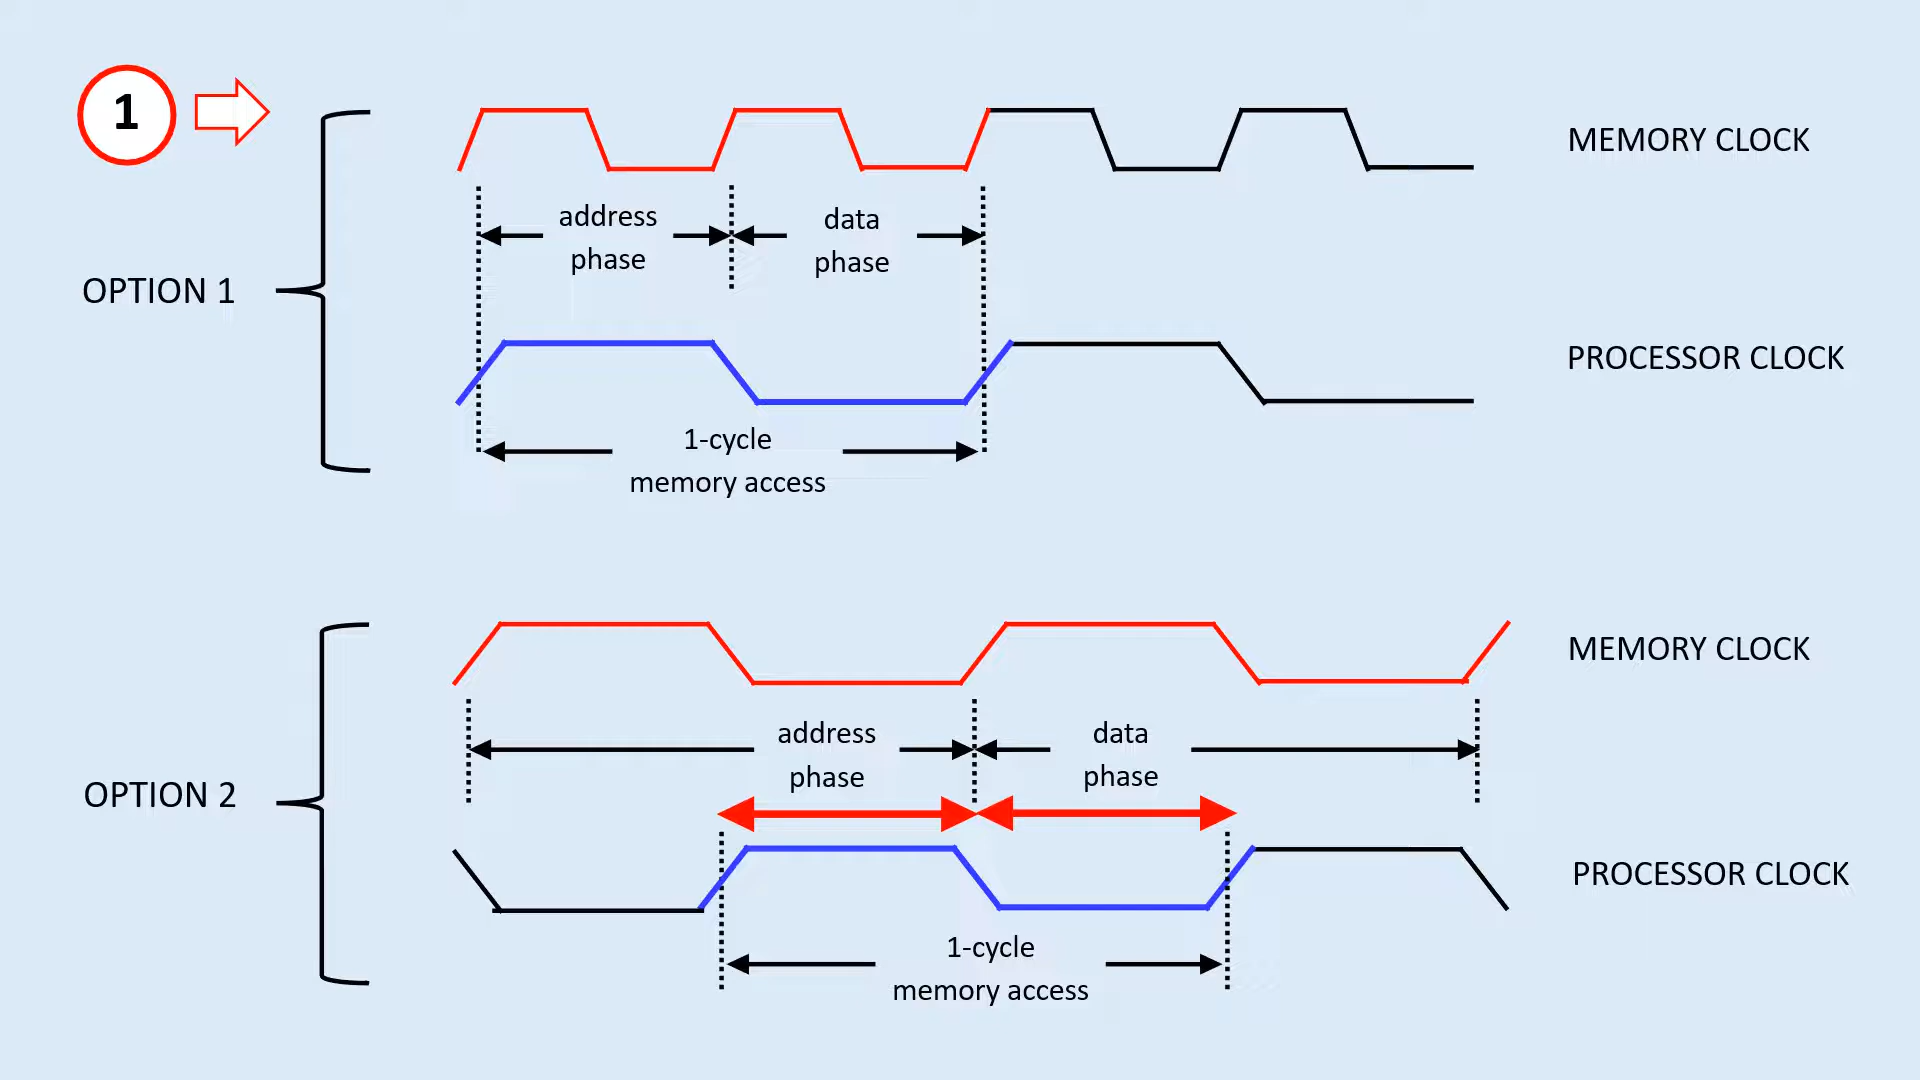 1
MEMORY CLOCK
address
phase
data
phase
OPTION 1
PROCESSOR CLOCK
1-cycle
memory access
MEMORY CLOCK
address
phase
data
phase
OPTION 2
PROCESSOR CLOCK
1-cycle
memory access